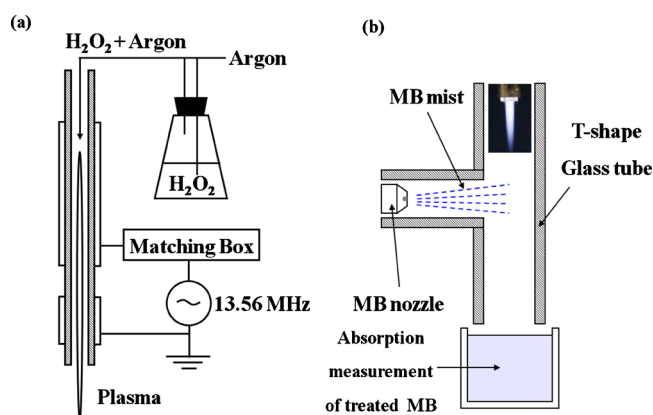 (a)
H₂O₂ + Argon
Argon
H₂O₂
Matching Box
13.56 MHz
Plasma
(b)
MB mist
T-shape
Glass tube
MB nozzle
Absorption
measurement
of treated MB